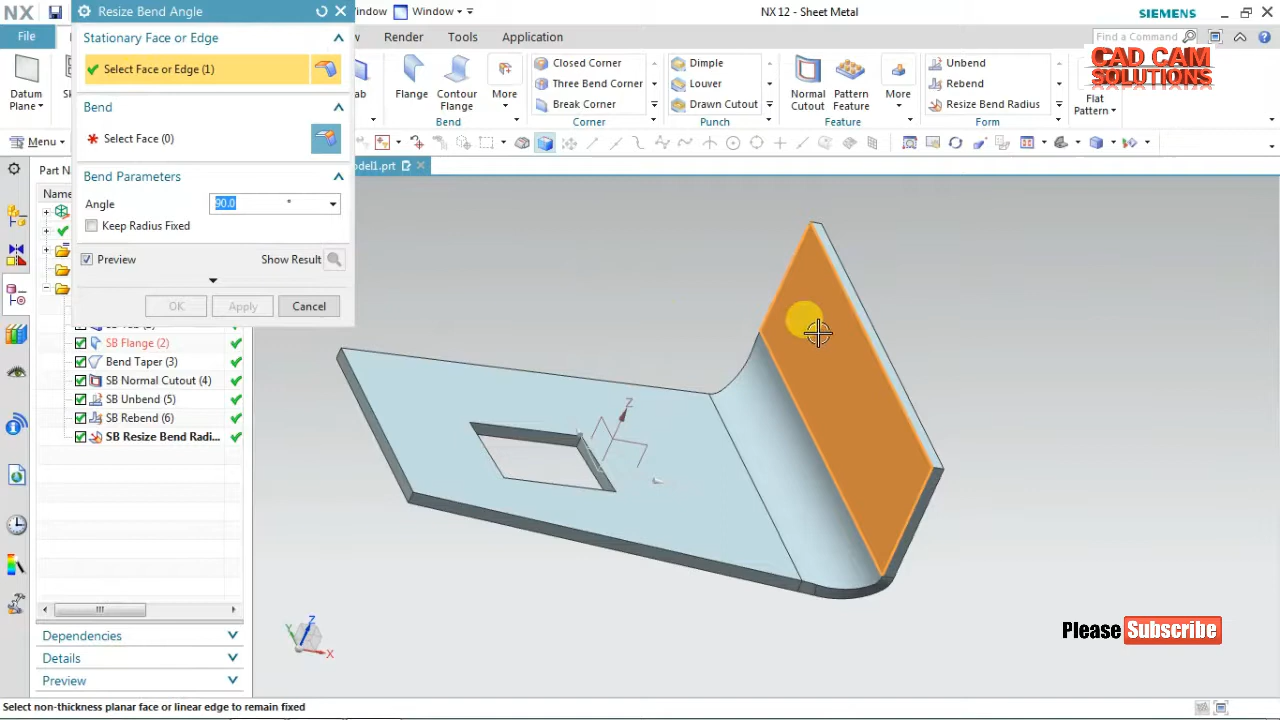 NX
Resize Bend Angle
Window
Window
NX 12 - Sheet Metal
SIEMENS
File
Render
Tools
Application
Find a Command
CAD CAM
SOLUTIONS
Stationary Face or Edge
Select Face or Edge (1)
Bend
Select Face (0)
Bend Parameters
Angle
90.0
°
Keep Radius Fixed
Preview
Show Result
OK
Apply
Cancel
Datum
Plane
Flange
Contour
Flange
More
Bend
Closed Corner
Three Bend Corner
Break Corner
Corner
Dimple
Louver
Drawn Cutout
Punch
Normal
Cutout
Pattern
Feature
More
Feature
Unbend
Rebend
Resize Bend Radius
Form
Flat
Pattern
Menu
odel1.prt
Part N
Name
SB Flange (2)
Bend Taper (3)
SB Normal Cutout (4)
SB Unbend (5)
SB Rebend (6)
SB Resize Bend Radi...
Dependencies
Details
Preview
Z
Z
Y
X
Please Subscribe
Select non-thickness planar face or linear edge to remain fixed